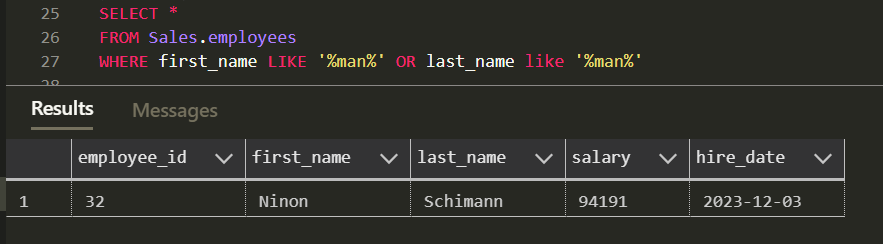 25 SELECT *
26 FROM Sales.employees
27 WHERE first_name LIKE '%man%' OR last_name like '%man%'
28
Results Messages
employee_id first_name last_name salary hire_date
1 32 Ninon Schimann 94191 2023-12-03